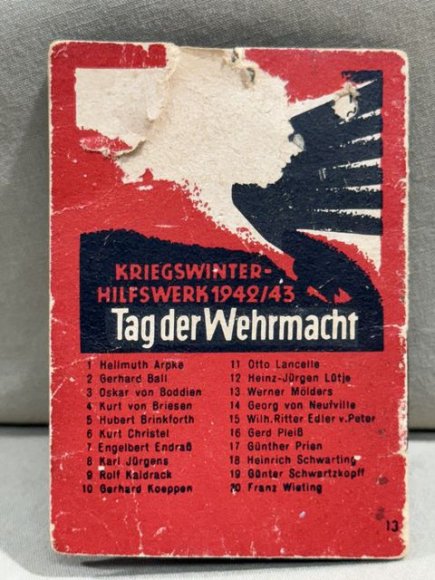 KRIEGSWINTER-
HILFSWERK 1942/43
Tag der Wehrmacht
1 Hellmuth Arpke
2 Gerhard Ball
3 Oskar von Boddien
4 Kurt von Briesen
5 Hubert Brinkforth
6 Kurt Christel
7 Engelbert Endraß
8 Karl Jürgens
9 Rolf Kaldrack
10 Gerhard Koeppen
11 Otto Lancelle
12 Heinz-Jürgen Lütje
13 Werner Mölders
14 Georg von Neufville
15 Wilh. Ritter Edler v. Peter
16 Gerd Pleiß
17 Günther Prien
18 Heinrich Schwarting
19 Günter Schwartzkopff
20 Franz Wieting
13